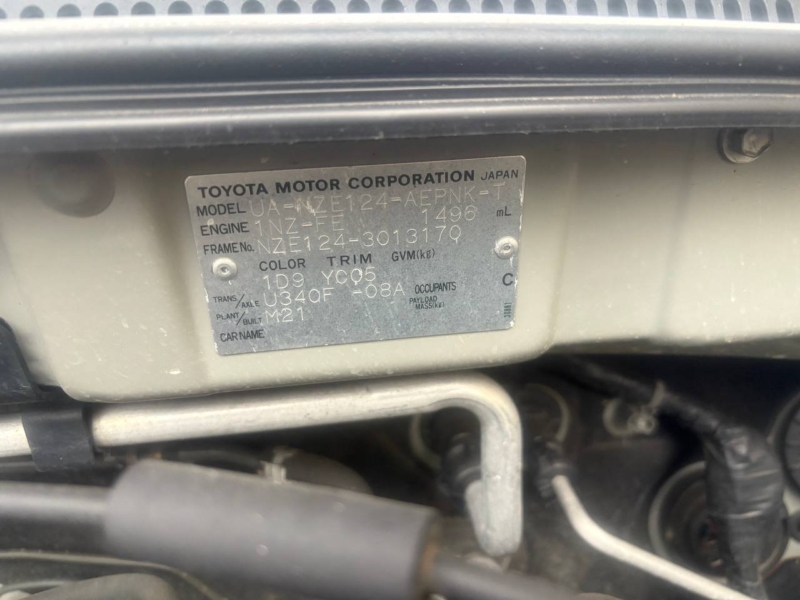 TOYOTA MOTOR CORPORATION JAPAN
MODEL UA-NZE124-AEPNK-T
ENGINE 1NZ-FE 1496 mL
FRAME No. NZE124-3013170
COLOR TRIM GVM(kg)
1D9 YC05
TRANS./AXLE U340F -08A OCCUPANTS C
PLANT/BUILT M21 PAYLOAD MASS(kg)
CAR NAME